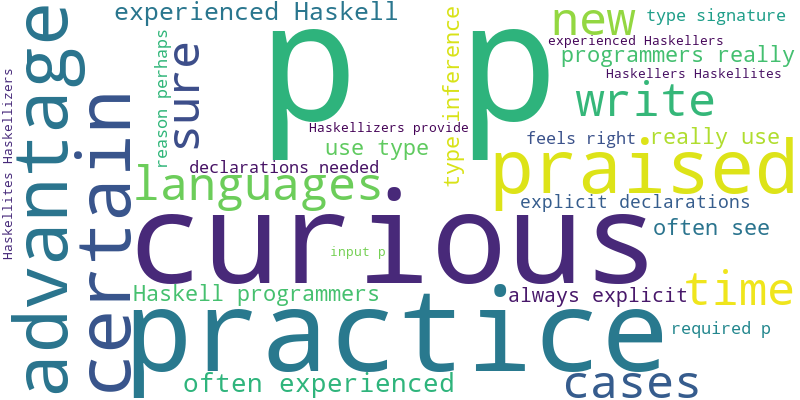 experienced Haskell
p p
new
type signature
experienced Haskellers
programmers really
Haskellers Haskellites
advantage
certain
sure
reason perhaps
type inference
write
Haskellizers provide
use type
feels right
really use
praised
declarations needed
languages
explicit declarations
often see
Haskellites Haskellizers
curious
input p
Haskell programmers
always explicit
time
practice
required p
often experienced
cases